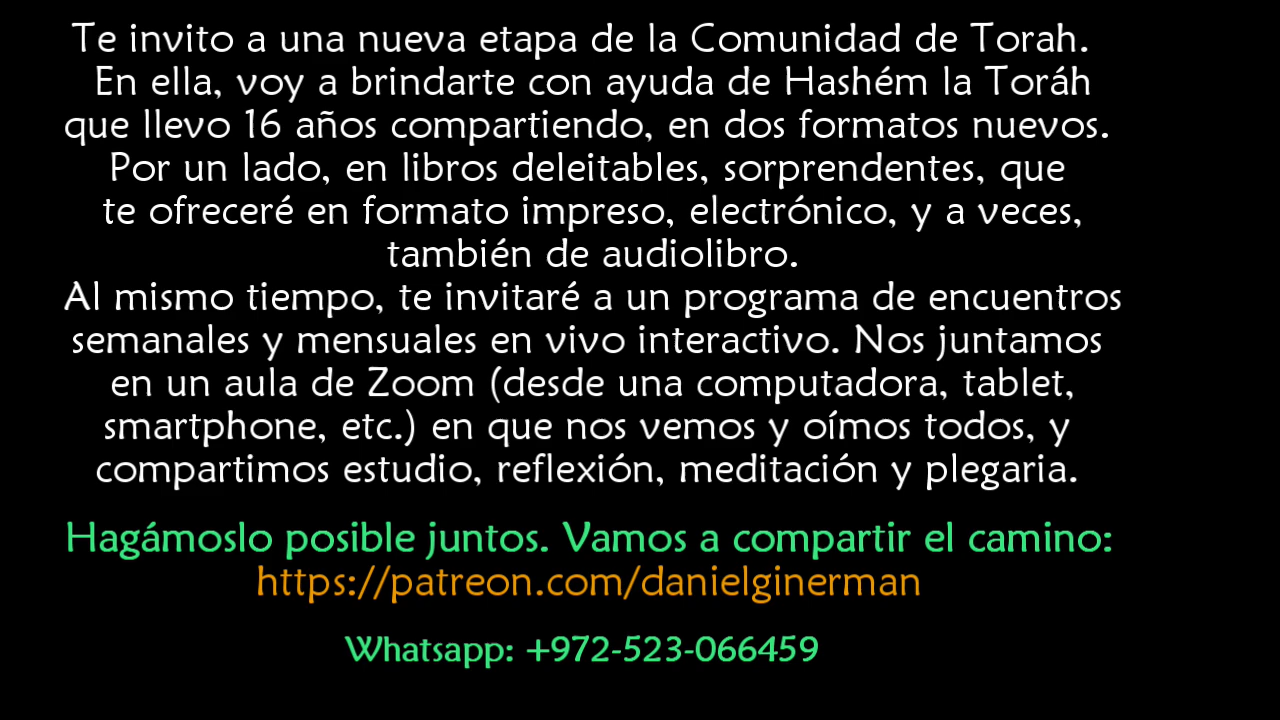 Te invito a una nueva etapa de la Comunidad de Torah.
En ella, voy a brindarte con ayuda de Hashém la Toráh
que llevo 16 años compartiendo, en dos formatos nuevos.
Por un lado, en libros deleitables, sorprendentes, que
te ofreceré en formato impreso, electrónico, y a veces,
también de audiolibro.
Al mismo tiempo, te invitaré a un programa de encuentros
semanales y mensuales en vivo interactivo. Nos juntamos
en un aula de Zoom (desde una computadora, tablet,
smartphone, etc.) en que nos vemos y oímos todos, y
compartimos estudio, reflexión, meditación y plegaria.
Hagámoslo posible juntos. Vamos a compartir el camino:
https://patreon.com/danielginerman
Whatsapp: +972-523-066459